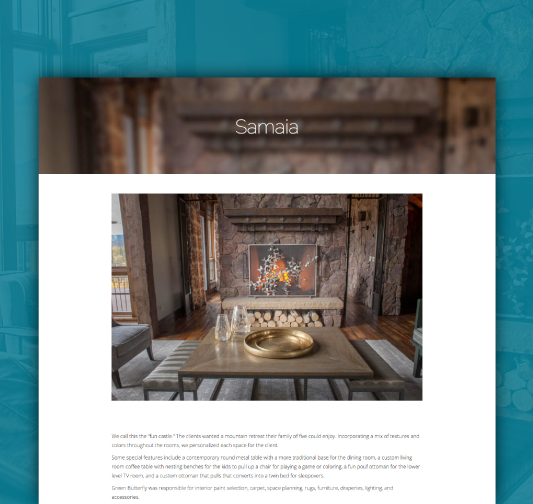 Samaia
We call this the "fun castle." The clients wanted a mountain retreat their family of five could enjoy. Incorporating a mix of textures and
colors throughout the rooms, we personalized each space for the client.
Some special features include a contemporary round metal table with a more traditional base for the dining room, a custom living
room coffee table with nesting benches for the kids to pull up a chair for playing a game or coloring, a fun pouf ottoman for the lower
level TV room, and a custom ottoman that pulls that converts into a twin bed for sleepovers.
Green Butterfly was responsible for interior paint selection, carpet, space planning, rugs, furniture, draperies, lighting, and
accessories.